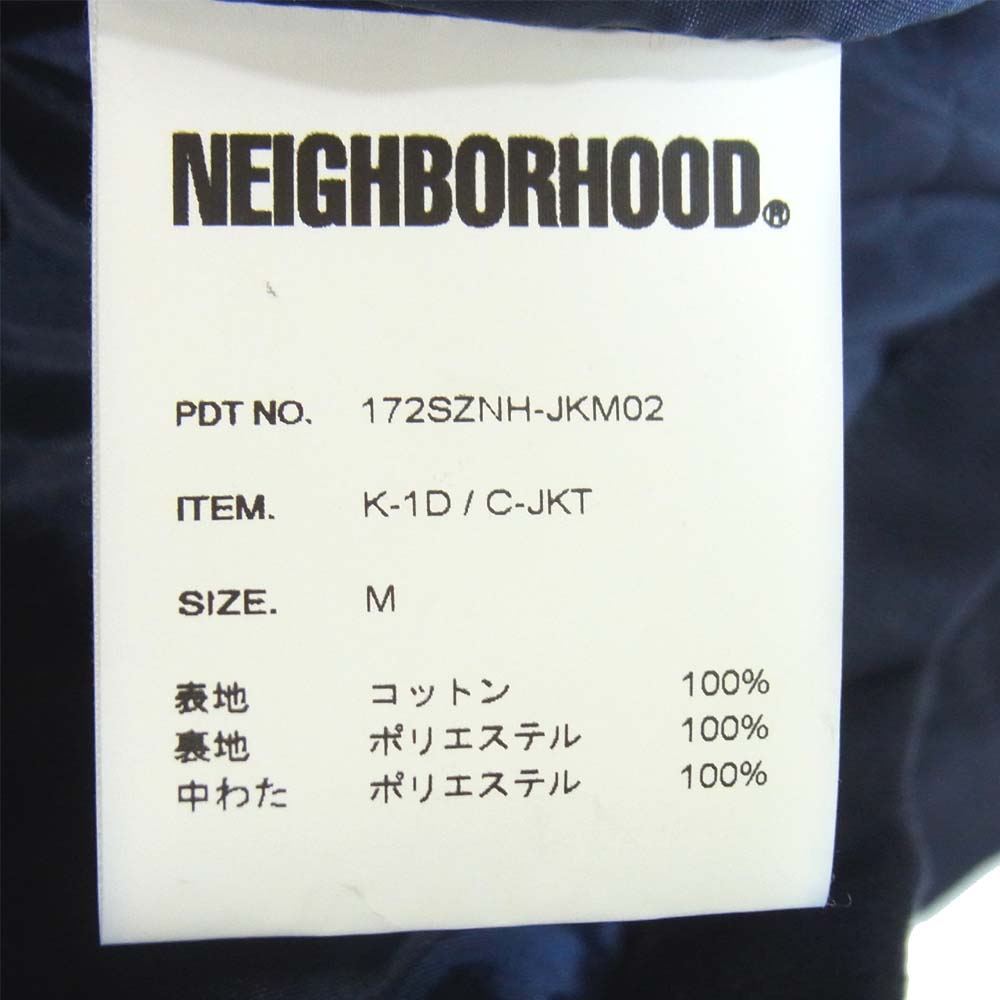 NEIGHBORHOOD®
PDT NO. 172SZNH-JKM02
ITEM. K-1D / C-JKT
SIZE. M
表地 コットン 100%
裏地 ポリエステル 100%
中わた ポリエステル 100%